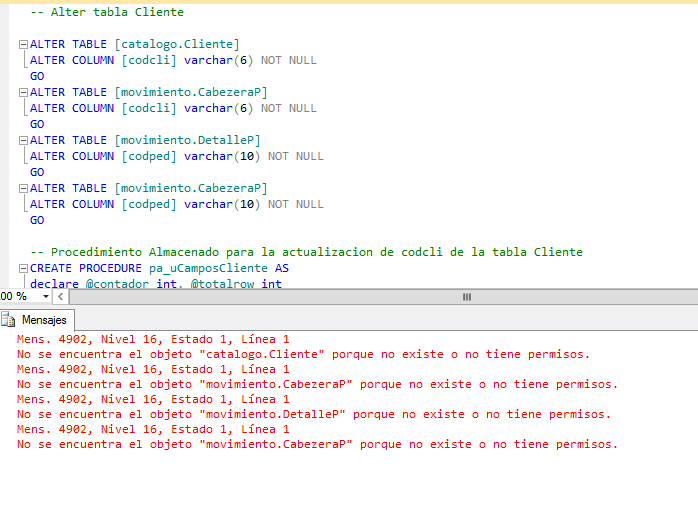 -- Alter tabla Cliente
ALTER TABLE [catalogo.Cliente]
ALTER COLUMN [codcli] varchar(6) NOT NULL
GO
ALTER TABLE [movimiento.CabezeraP]
ALTER COLUMN [codcli] varchar(6) NOT NULL
GO
ALTER TABLE [movimiento.DetalleP]
ALTER COLUMN [codped] varchar(10) NOT NULL
GO
ALTER TABLE [movimiento.CabezeraP]
ALTER COLUMN [codped] varchar(10) NOT NULL
GO
-- Procedimiento Almacenado para la actualizacion de codcli de la tabla Cliente
CREATE PROCEDURE pa_uCamposCliente AS
declare @contador int, @totalrow int
00 %
Mensajes
Mens. 4902, Nivel 16, Estado 1, Línea 1
No se encuentra el objeto "catalogo.Cliente" porque no existe o no tiene permisos.
Mens. 4902, Nivel 16, Estado 1, Línea 1
No se encuentra el objeto "movimiento.CabezeraP" porque no existe o no tiene permisos.
Mens. 4902, Nivel 16, Estado 1, Línea 1
No se encuentra el objeto "movimiento.DetalleP" porque no existe o no tiene permisos.
Mens. 4902, Nivel 16, Estado 1, Línea 1
No se encuentra el objeto "movimiento.CabezeraP" porque no existe o no tiene permisos.